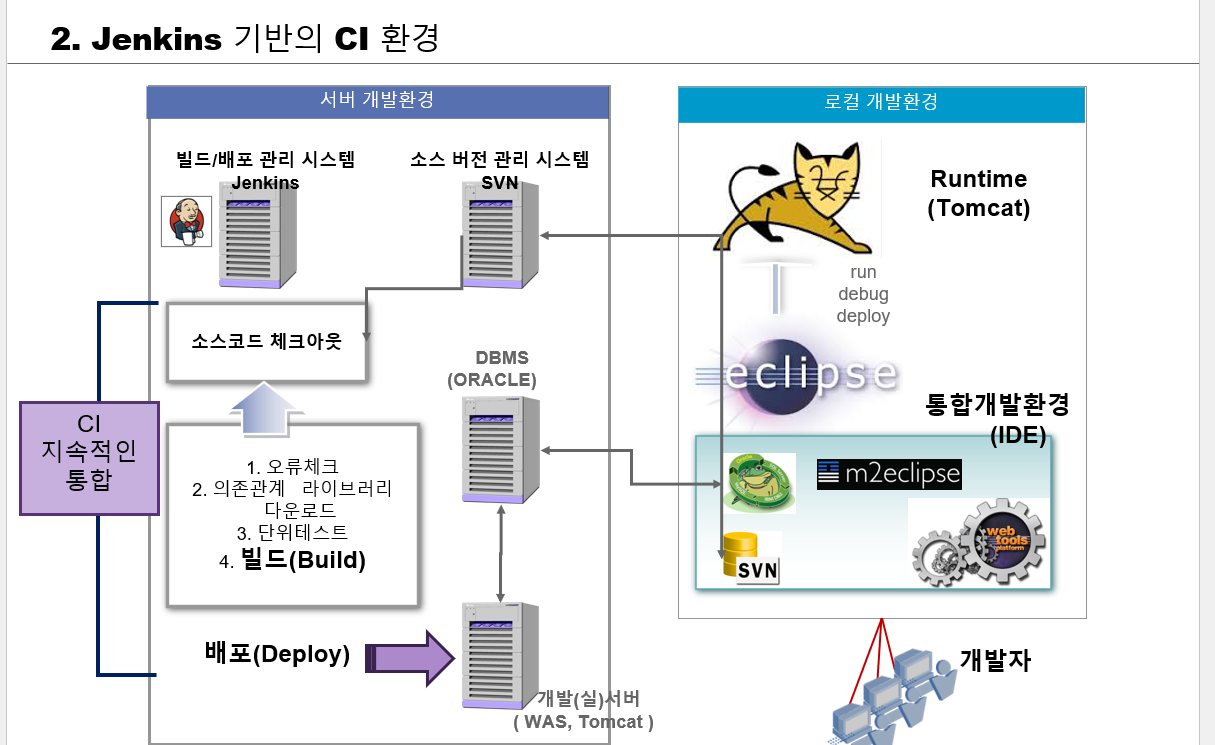 2. Jenkins 기반의 CI 환경
서버 개발환경
빌드/배포 관리 시스템
Jenkins
소스 버전 관리 시스템
SVN
소스코드 체크아웃
CI
지속적인
통합
1. 오류체크
2. 의존관계 라이브러리
다운로드
3. 단위테스트
4. 빌드(Build)
DBMS
(ORACLE)
배포(Deploy)
개발(실)서버
( WAS, Tomcat )
로컬 개발환경
Runtime
(Tomcat)
run
debug
deploy
eclipse
통합개발환경
(IDE)
m2eclipse
web
tools
platform
SVN
개발자